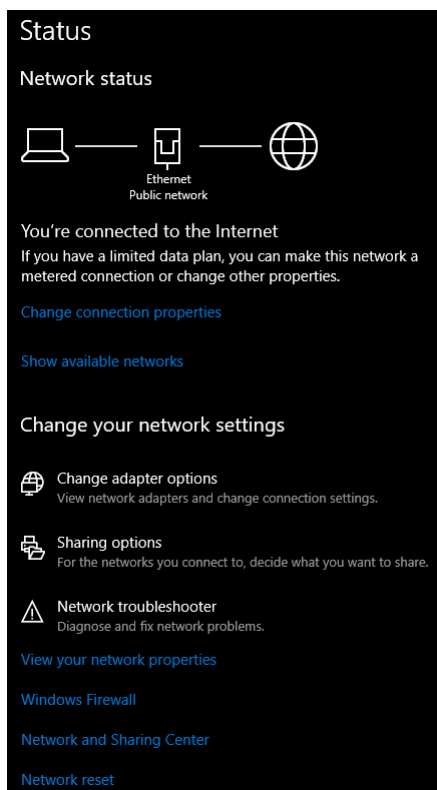 Status
Network status
Ethernet
Public network
You're connected to the Internet
If you have a limited data plan, you can make this network a
metered connection or change other properties.
Change connection properties
Show available networks
Change your network settings
Change adapter options
View network adapters and change connection settings.
Sharing options
For the networks you connect to, decide what you want to share.
Network troubleshooter
Diagnose and fix network problems.
View your network properties
Windows Firewall
Network and Sharing Center
Network reset